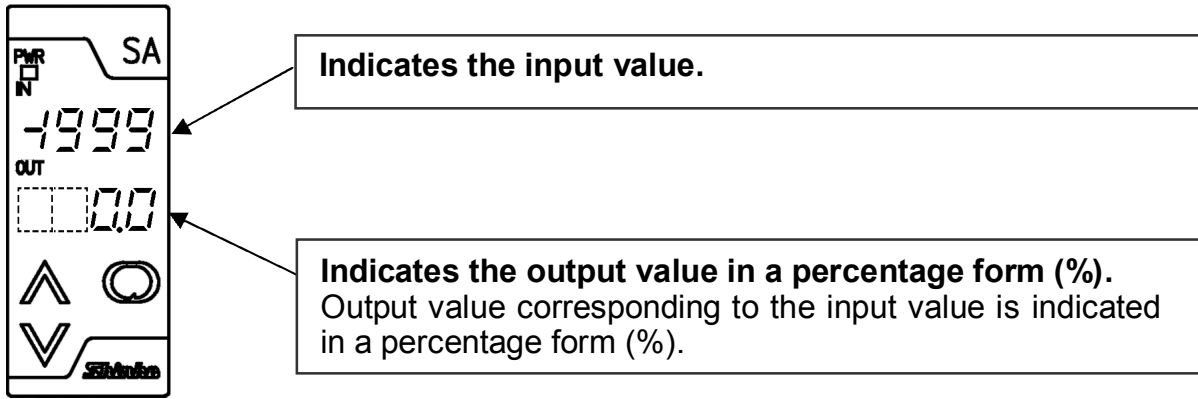 SA
PWR
IN
-1999
OUT
0.0
Shinko
Indicates the input value.
Indicates the output value in a percentage form (%).
Output value corresponding to the input value is indicated
in a percentage form (%).